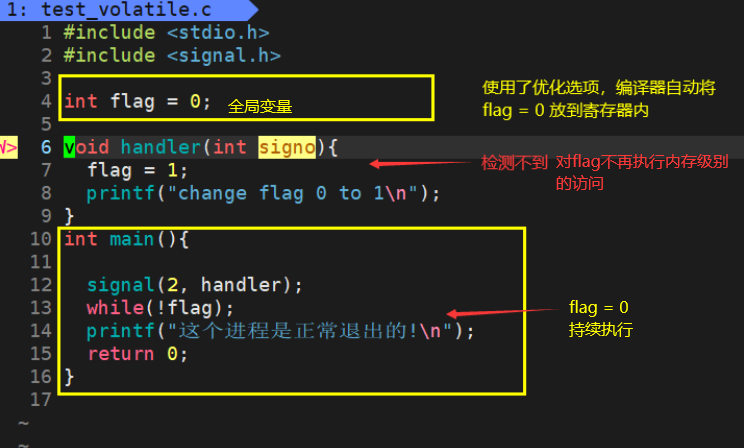 1: test_volatile.c
1 #include <stdio.h>
2 #include <signal.h>
3
4 int flag = 0; 全局变量
使用了优化选项，编译器自动将
flag = 0 放到寄存器内
5
W> 6 void handler(int signo){
7 flag = 1;
检测不到 对flag不再执行内存级别
的访问
8 printf("change flag 0 to 1\n");
9 }
10 int main(){
11
12 signal(2, handler);
13 while(!flag);
flag = 0
持续执行
14 printf("这个进程是正常退出的!\n");
15 return 0;
16 }
17
~
~